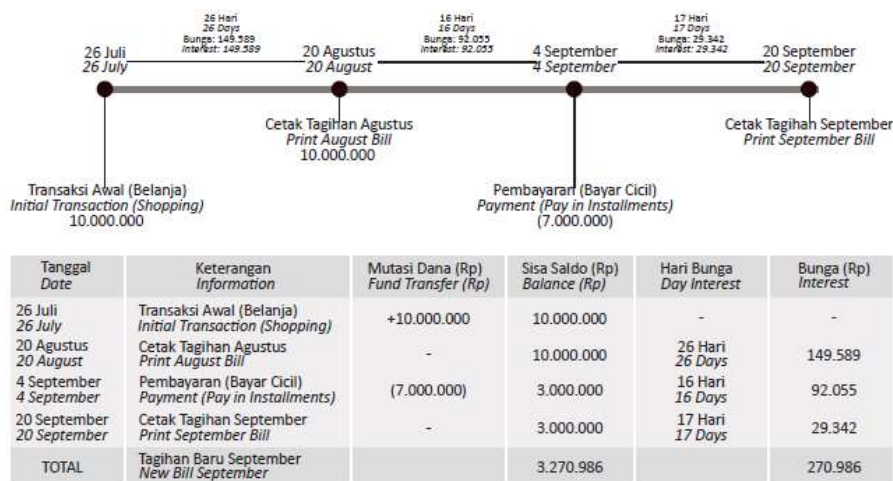 26 Hari
26 Days
Bunga: 149.589
Interest: 149.589
16 Hari
16 Days
Bunga: 92.055
Interest: 92.055
17 Hari
17 Days
Bunga: 29.342
Interest: 29.342
26 Juli
26 July
20 Agustus
20 August
4 September
4 September
20 September
20 September
Cetak Tagihan Agustus
Print August Bill
10.000.000
Cetak Tagihan September
Print September Bill
Transaksi Awal (Belanja)
Initial Transaction (Shopping)
10.000.000
Pembayaran (Bayar Cicil)
Payment (Pay in Installments)
(7.000.000)
Tanggal Keterangan Mutasi Dana (Rp) Sisa Saldo (Rp) Hari Bunga Bunga (Rp)
Date Information Fund Transfer (Rp) Balance (Rp) Day Interest Interest
26 Juli Transaksi Awal (Belanja) +10.000.000 10.000.000 - -
26 July Initial Transaction (Shopping)
20 Agustus Cetak Tagihan Agustus - 10.000.000 26 Hari 149.589
20 August Print August Bill 26 Days
4 September Pembayaran (Bayar Cicil) (7.000.000) 3.000.000 16 Hari 92.055
4 September Payment (Pay in Installments) 16 Days
20 September Cetak Tagihan September - 3.000.000 17 Hari 29.342
20 September Print September Bill 17 Days
TOTAL Tagihan Baru September 3.270.986 270.986
New Bill September